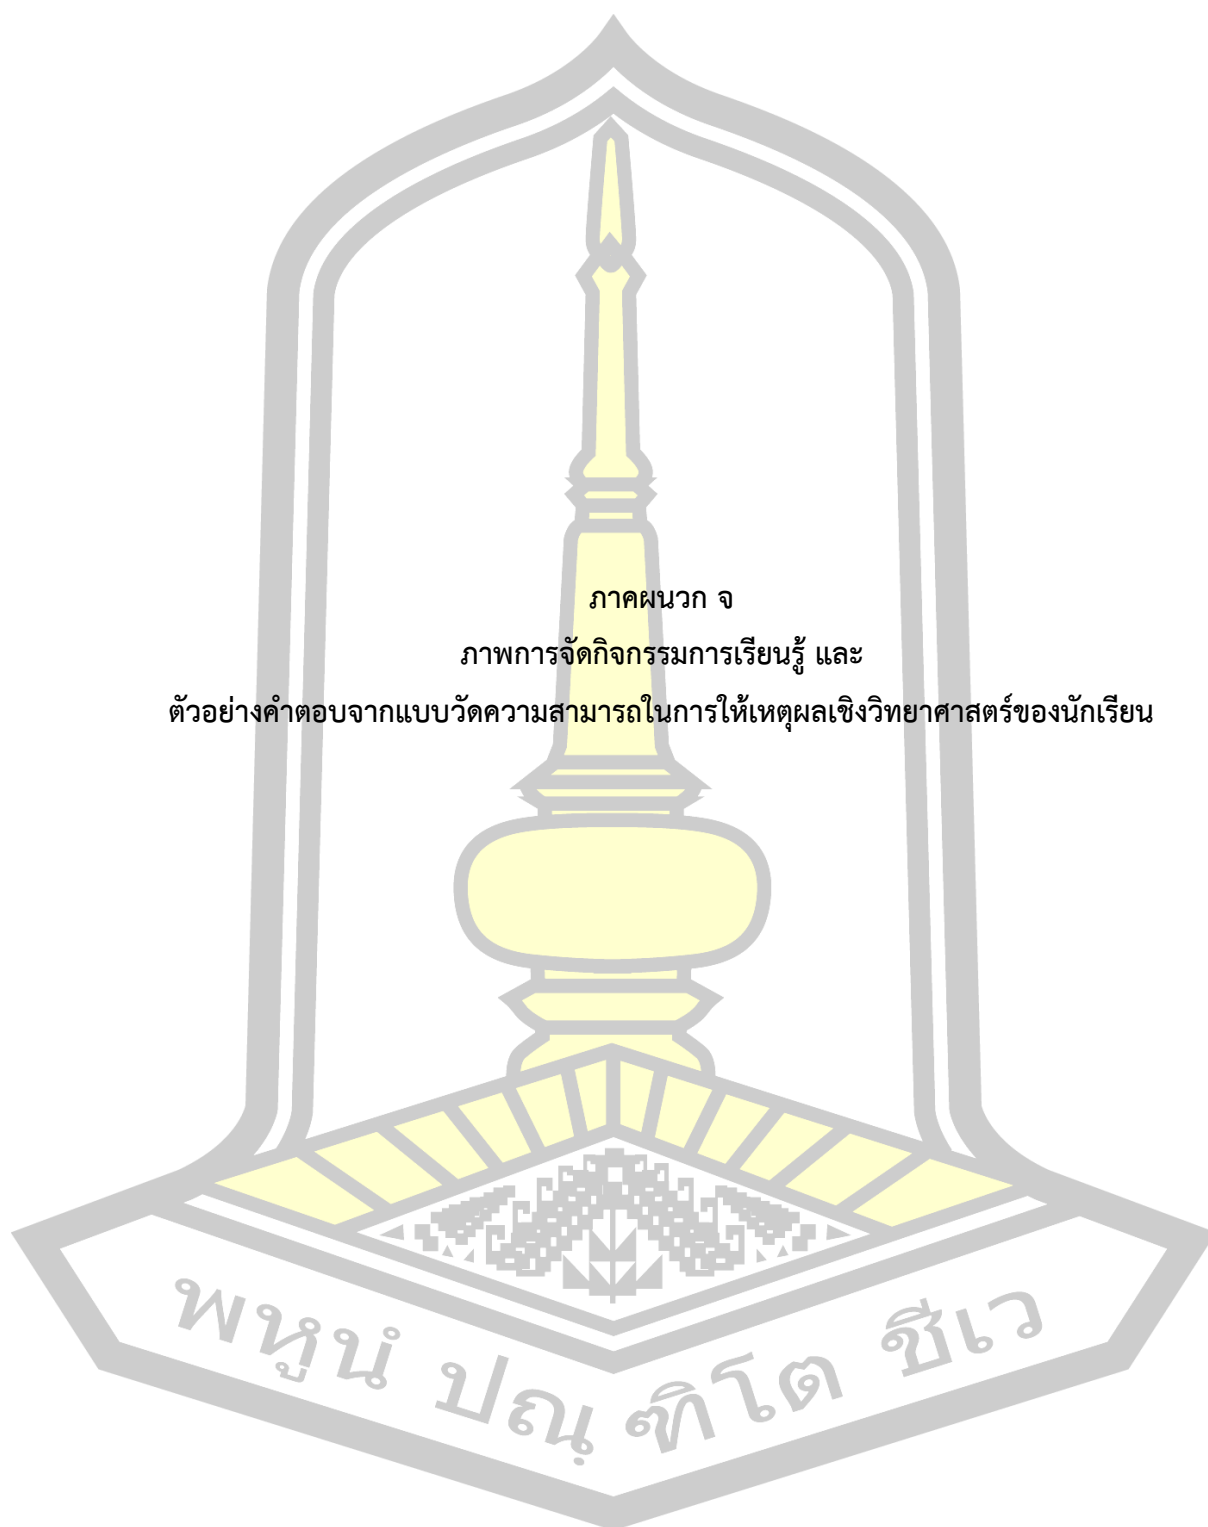 ภาคผนวก จ
ภาพการจัดกิจกรรมการเรียนรู้ และ
ตัวอย่างคำตอบจากแบบวัดความสามารถในการให้เหตุผลเชิงวิทยาศาสตร์ของนักเรียน
พหูนํ ปณฺฑิโต ชีเว